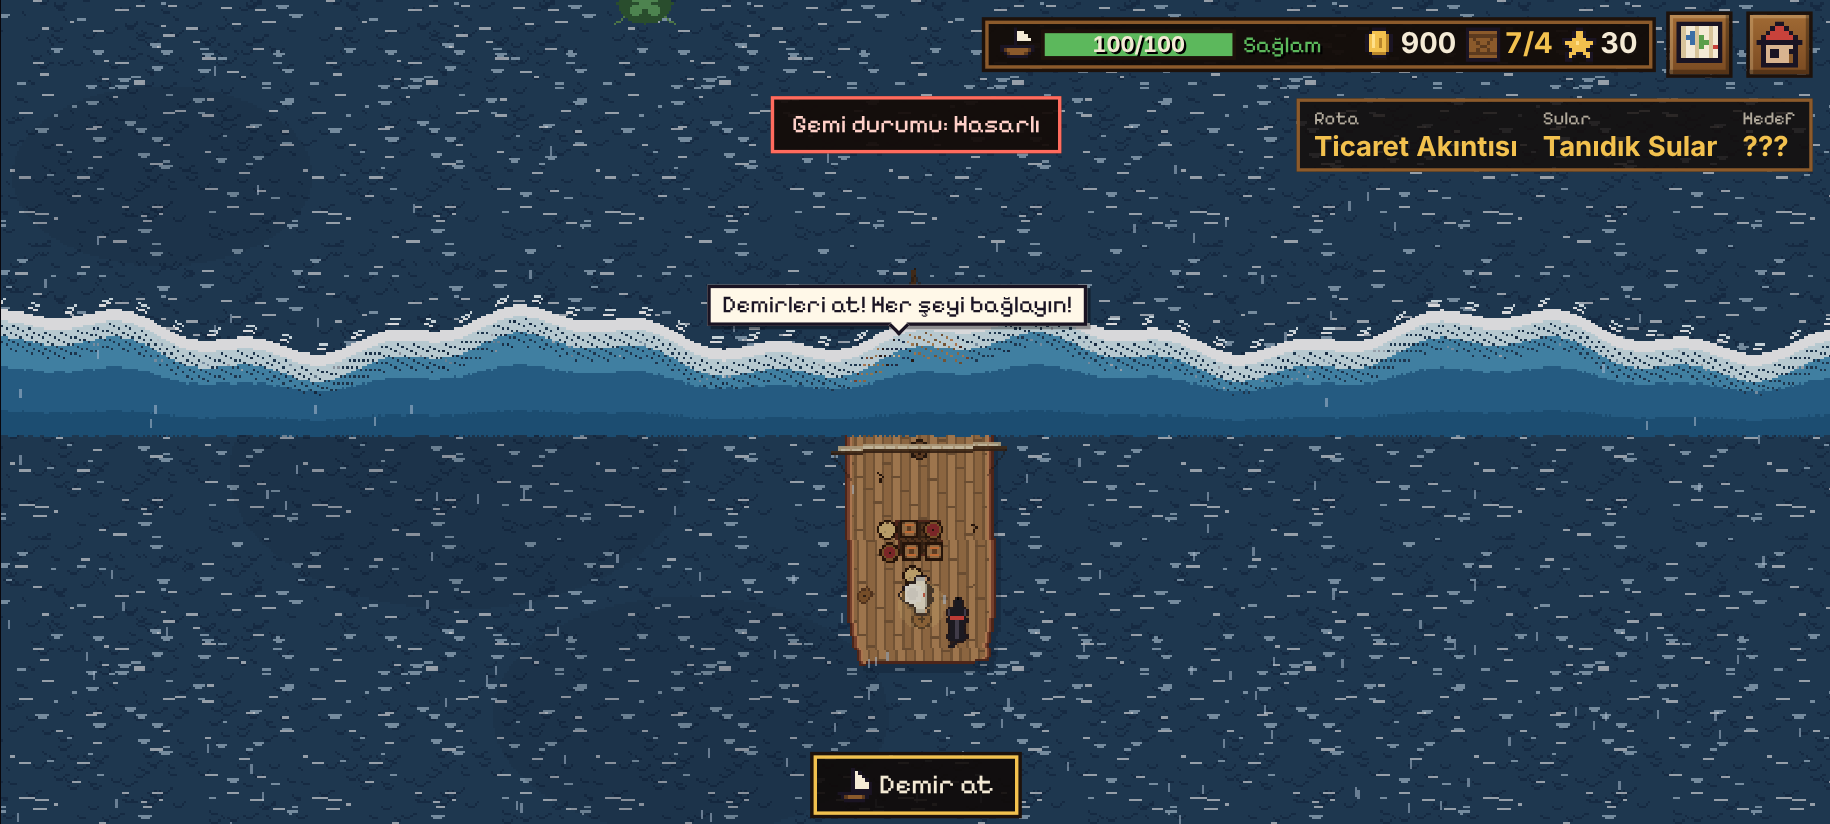 100/100 Sağlam 900 7/4 30
Gemi durumu: Hasarlı
Rota Sular Hedef
Ticaret Akıntısı Tanıdık Sular ???
Demirleri at! Her şeyi bağlayın!
Demir at